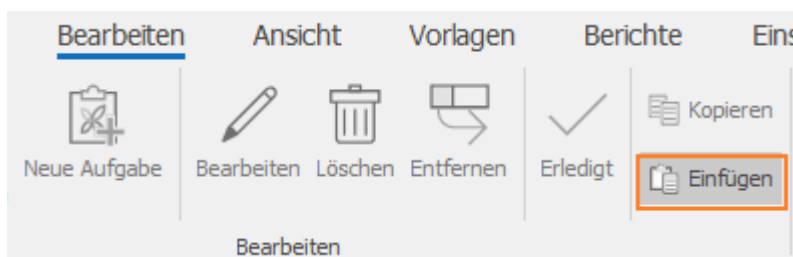 Bearbeiten Ansicht Vorlagen Berichte
Kopieren
Neue Aufgabe Bearbeiten Löschen Entfernen Erledigt
Einfügen
Bearbeiten